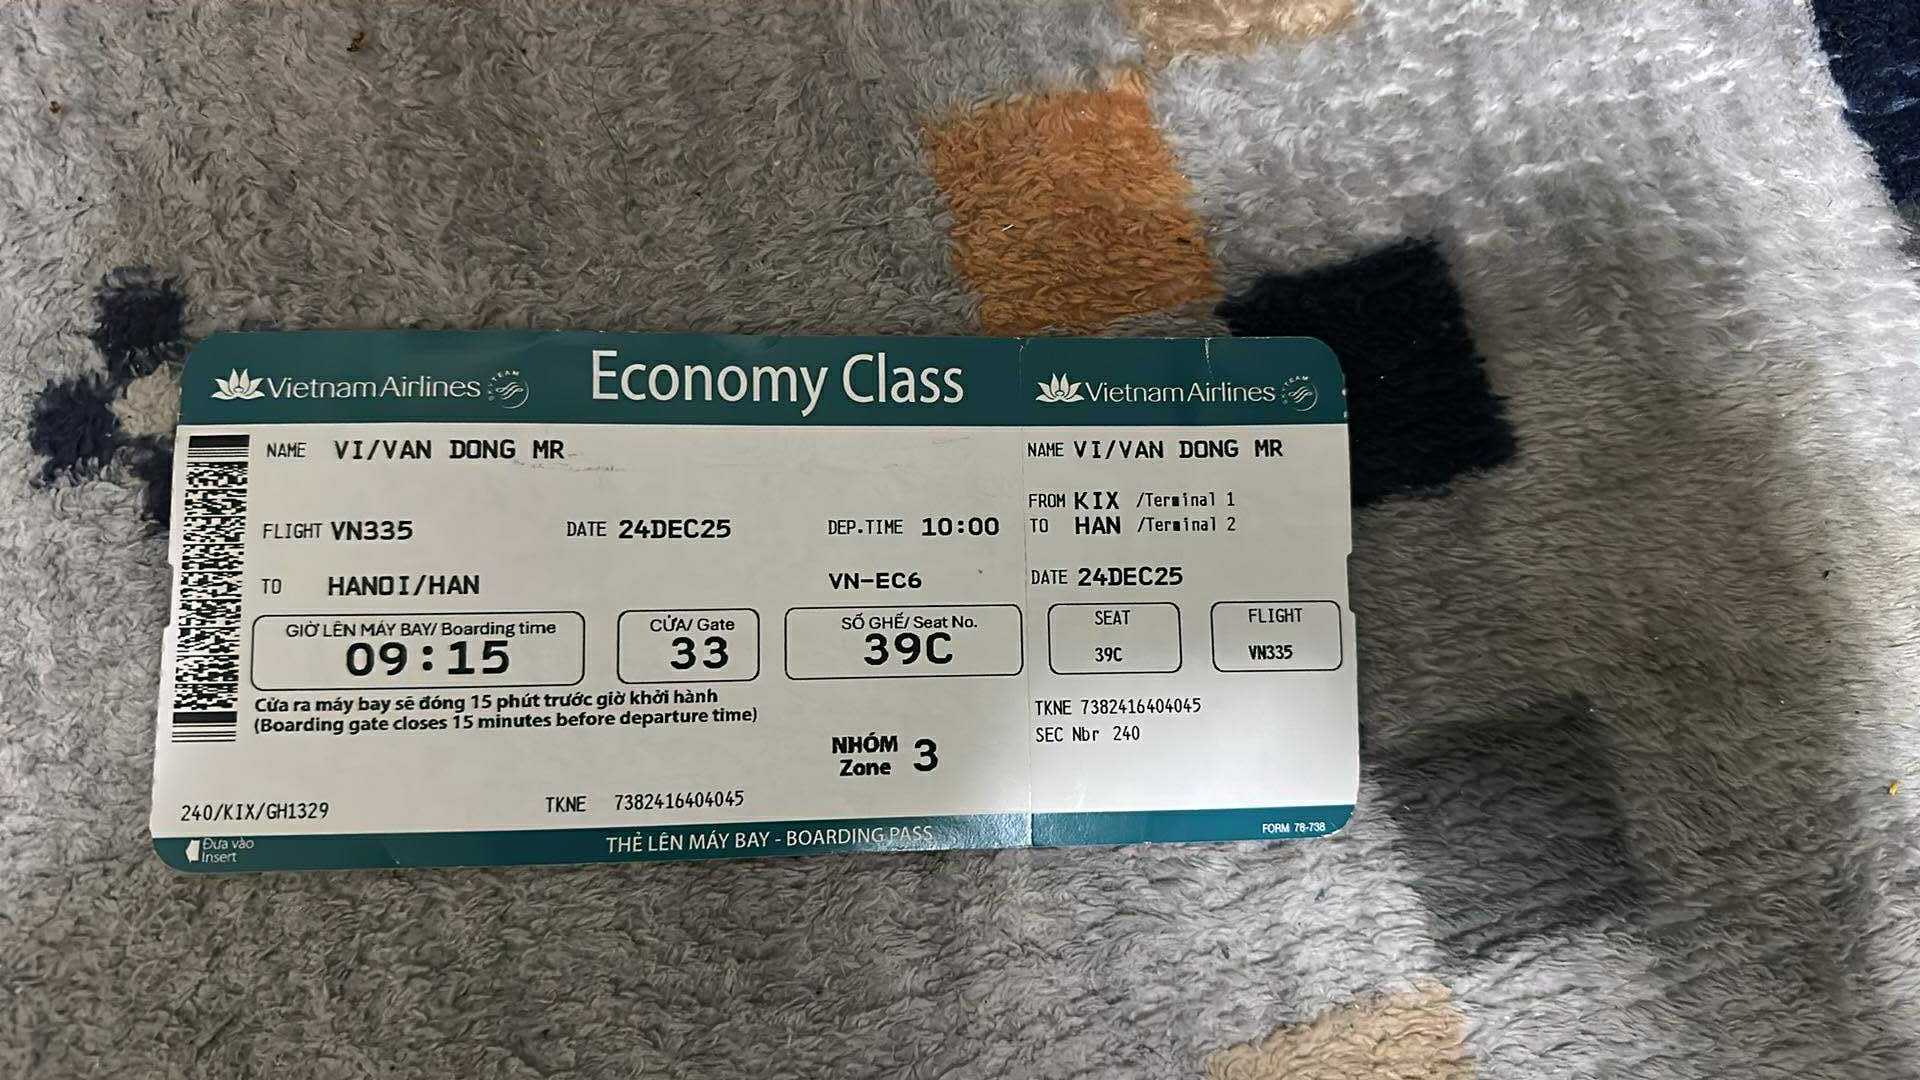 Vietnam Airlines SKYTEAM Economy Class
NAME VI/VAN DONG MR
FLIGHT VN335 DATE 24DEC25 DEP.TIME 10:00
TO HANOI/HAN VN-EC6
GIỜ LÊN MÁY BAY/ Boarding time CỬA/ Gate SỐ GHẾ/ Seat No.
09:15 33 39C
Cửa ra máy bay sẽ đóng 15 phút trước giờ khởi hành
(Boarding gate closes 15 minutes before departure time)
NHÓM
Zone 3
240/KIX/GH1329 TKNE 7382416404045
Đưa vào
Insert
THẺ LÊN MÁY BAY - BOARDING PASS
Vietnam Airlines SKYTEAM
NAME VI/VAN DONG MR
FROM KIX /Terminal 1
TO HAN /Terminal 2
DATE 24DEC25
SEAT FLIGHT
39C VN335
TKNE 7382416404045
SEC Nbr 240
FORM 78-738